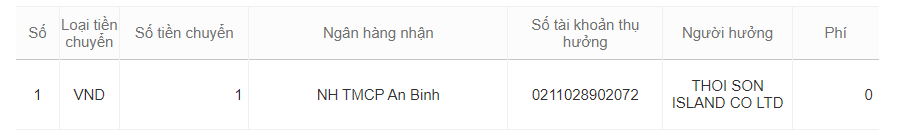 Số
Loại tiền
chuyển
Số tiền chuyển
Ngân hàng nhận
Số tài khoản thụ
hưởng
Người hưởng
Phí
1
VND
1
NH TMCP An Binh
0211028902072
THOI SON
ISLAND CO LTD
0